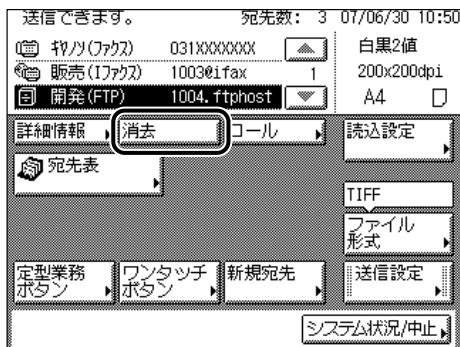 送信できます。 宛先数: 3 07/06/30 10:50
キヤノン(ファクス) 031XXXXXXX 白黒2値
販売(Iファクス) 1003@ifax 1 200x200dpi
開発(FTP) 1004.ftphost A4
詳細情報 消去 コール 読込設定
宛先表
TIFF
ファイル
形式
定型業務
ボタン ワンタッチ
ボタン 新規宛先 送信設定
システム状況/中止